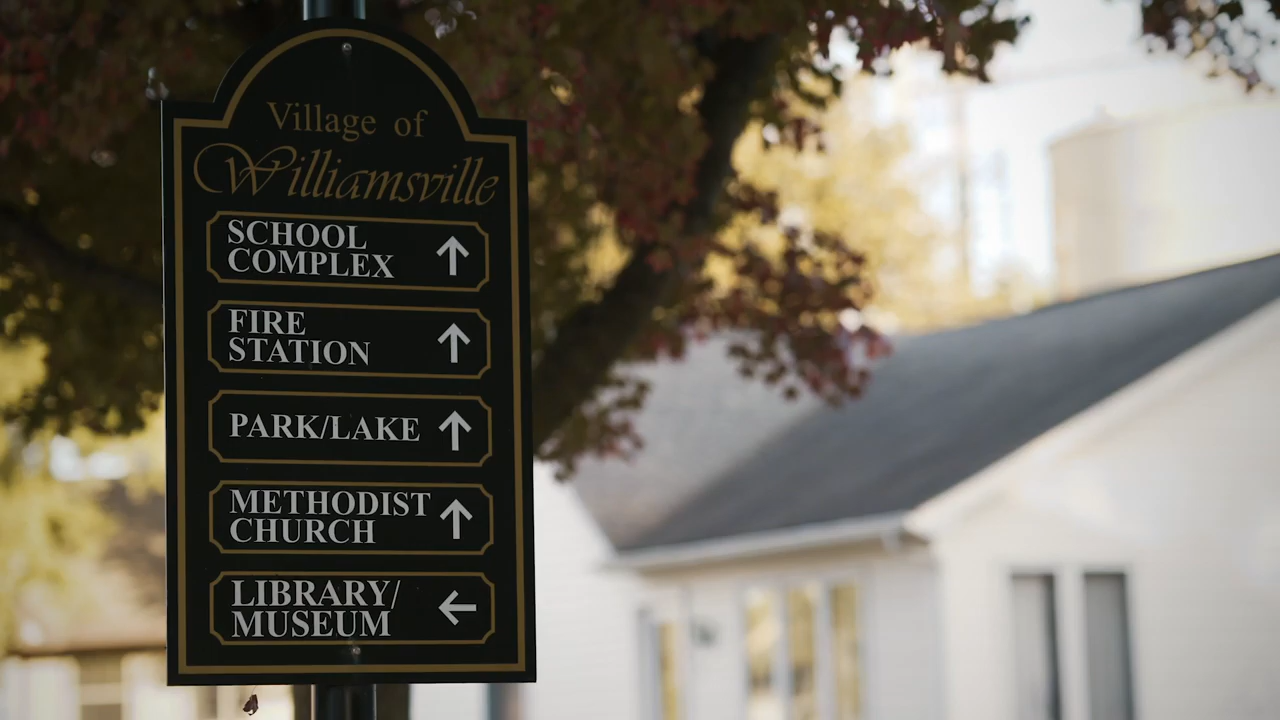 Village of
Williamsville
SCHOOL
COMPLEX ↑
FIRE
STATION ↑
PARK/LAKE ↑
METHODIST
CHURCH ↑
LIBRARY/
MUSEUM ←